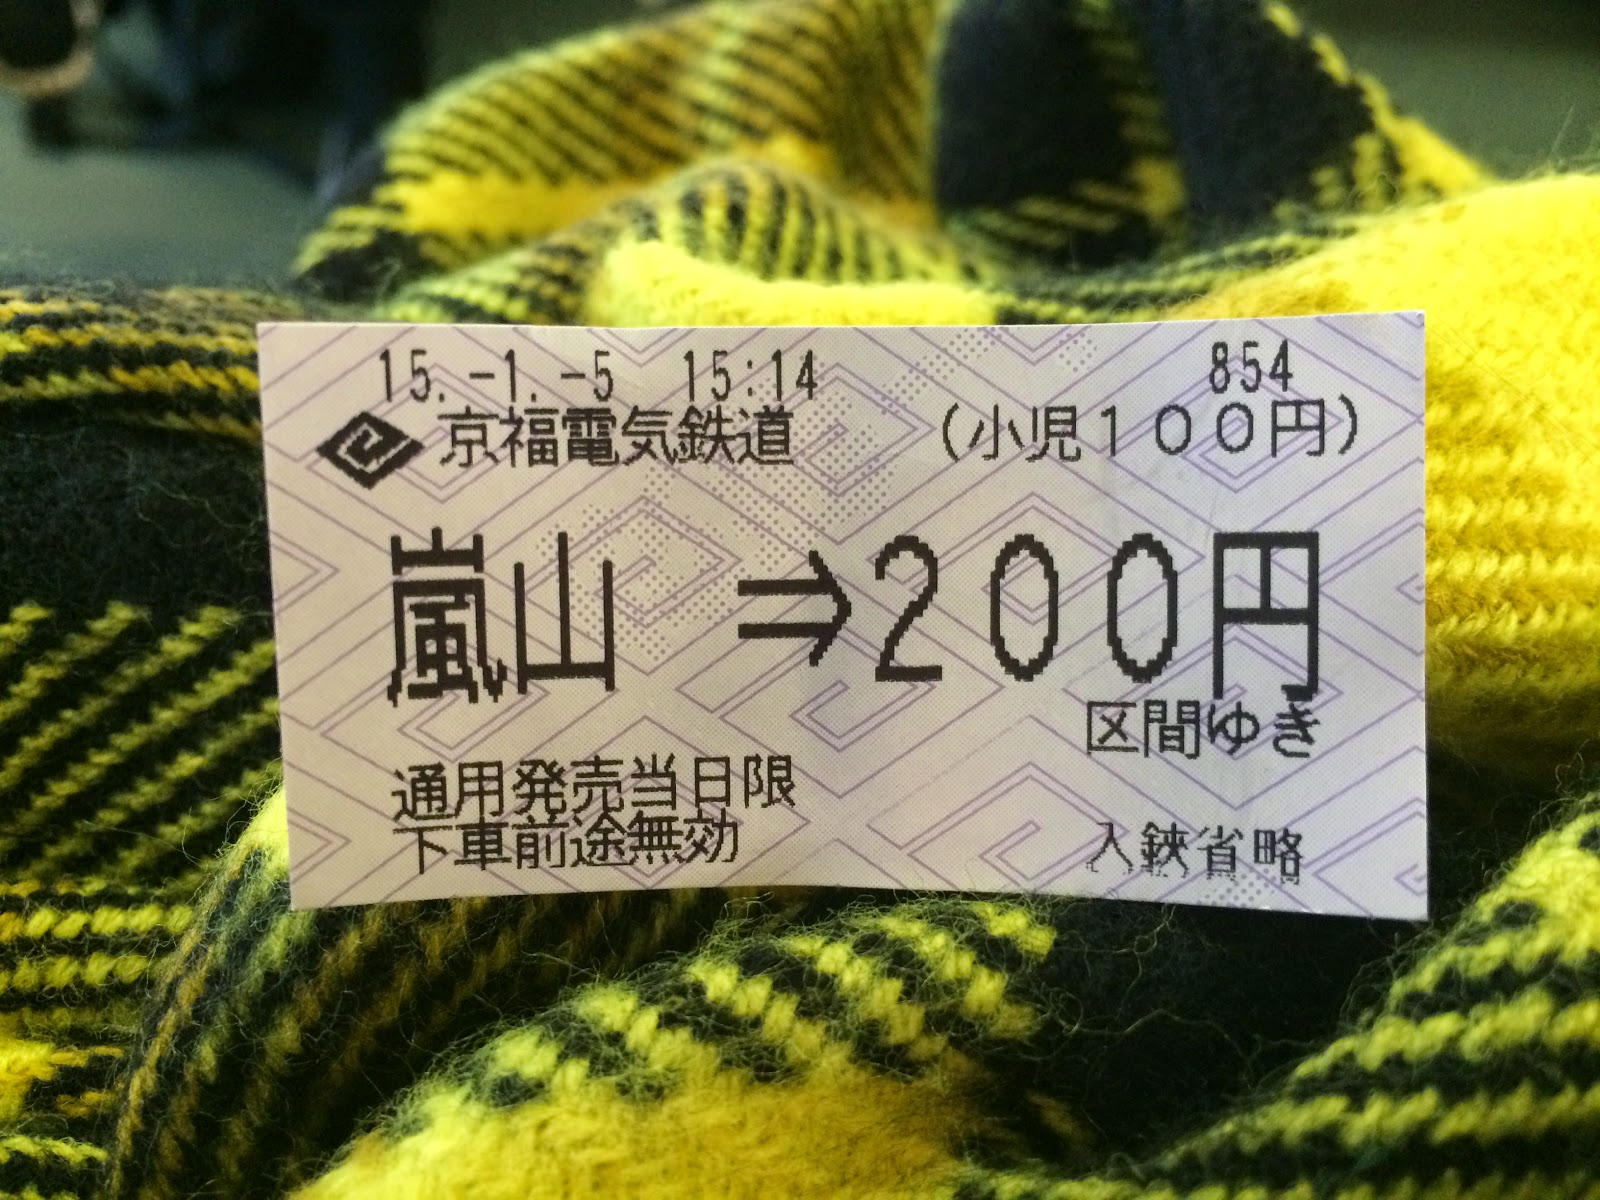 15.-1.-5 15:14 854
京福電気鉄道 (小児100円)
嵐山 ⇒200円
区間ゆき
通用発売当日限
下車前途無効
入鋏省略